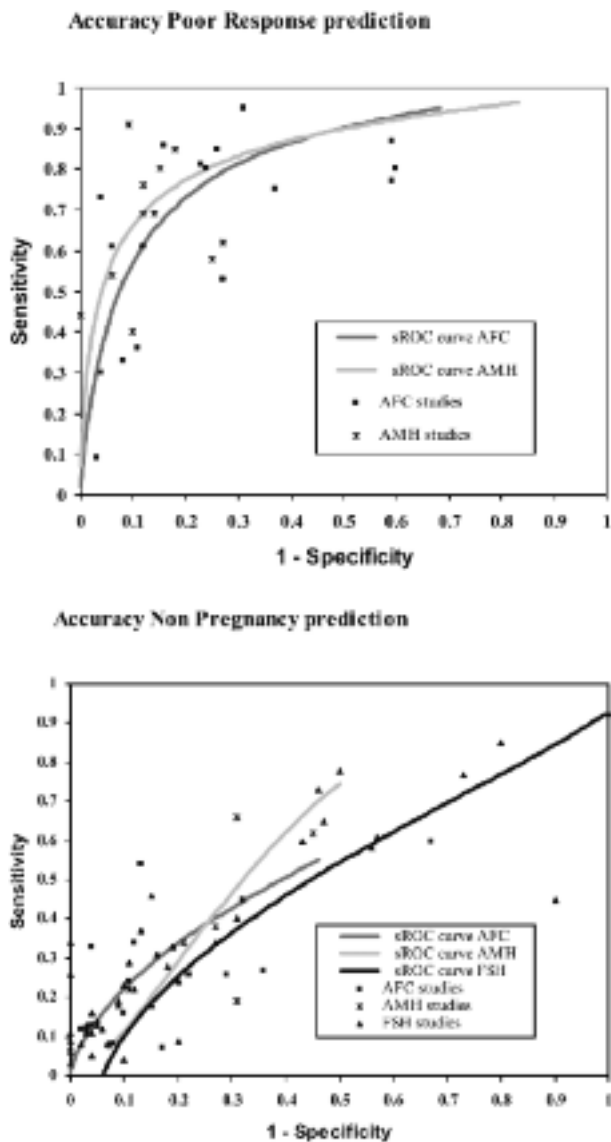 Accuracy Poor Response prediction
1
0.9
0.8
0.7
0.6
0.5
0.4
0.3
0.2
0.1
0
Sensitivity
sROC curve AFC
sROC curve AMH
AFC studies
AMH studies
0 0.1 0.2 0.3 0.4 0.5 0.6 0.7 0.8 0.9 1
1 - Specificity
Accuracy Non Pregnancy prediction
1
0.9
0.8
0.7
0.6
0.5
0.4
0.3
0.2
0.1
0
Sensitivity
sROC curve AFC
sROC curve AMH
sROC curve FSH
AFC studies
AMH studies
FSH studies
0 0.1 0.2 0.3 0.4 0.5 0.6 0.7 0.8 0.9 1
1 - Specificity